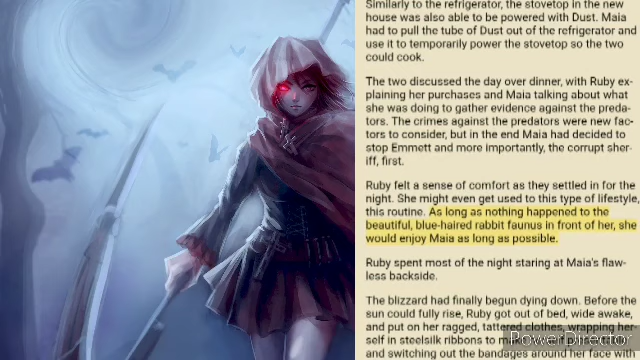 Similarly to the refrigerator, the stovetop in the new
house was also able to be powered with Dust. Maia
had to pull the tube of Dust out of the refrigerator and
use it to temporarily power the stovetop so the two
could cook.
The two discussed the day over dinner, with Ruby ex-
plaining her purchases and Maia talking about what
she was doing to gather evidence against the preda-
tors. The crimes against the predators were new fac-
tors to consider, but in the end Maia had decided to
stop Emmett and more importantly, the corrupt sher-
iff, first.
Ruby felt a sense of comfort as they settled in for the
night. She might even get used to this type of lifestyle,
this routine. As long as nothing happened to the
beautiful, blue-haired rabbit faunus in front of her, she
would enjoy Maia as long as possible.
Ruby spent most of the night staring at Maia's flaw-
less backside.
The blizzard had finally begun dying down. Before the
sun could fully rise, Ruby got out of bed, wide awake,
and put on her ragged, tattered clothes, wrapping her-
self in steelsilk ribbons to
and switching out the bandages around her face with
PowerDirector